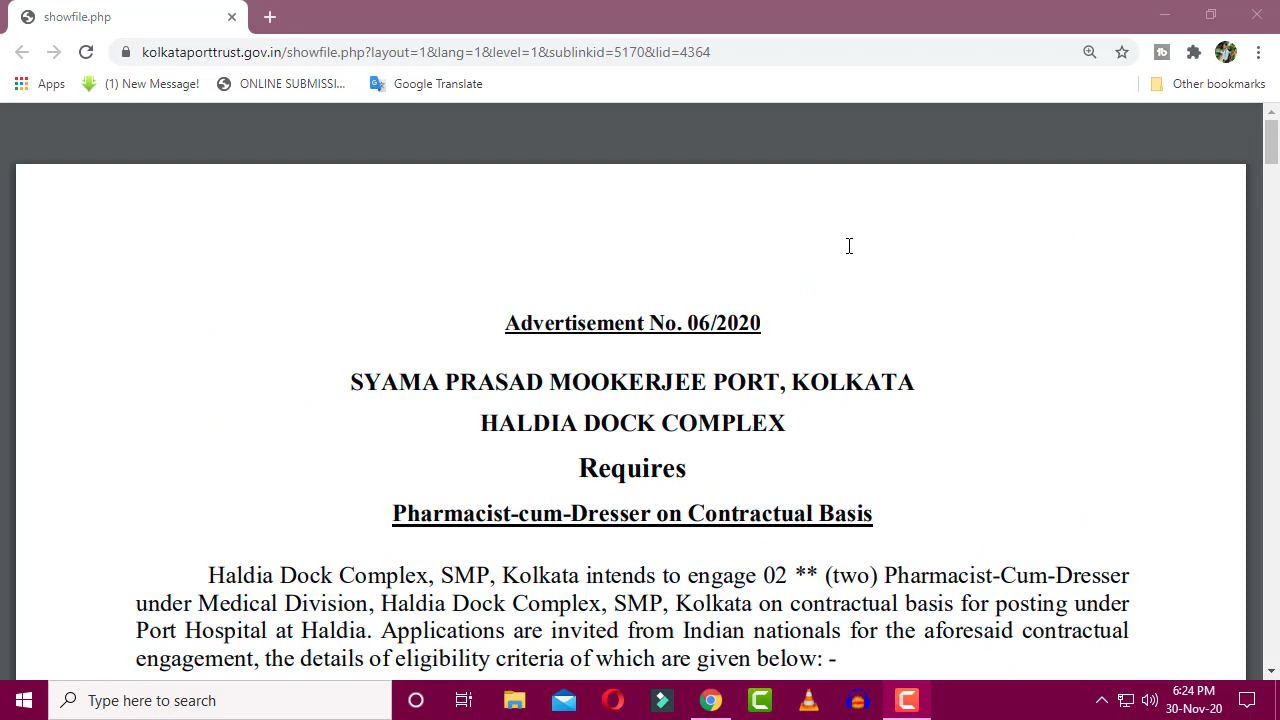 showfile.php
kolkataporttrust.gov.in/showfile.php?layout=1&lang=1&level=1&sublinkid=5170&lid=4364
Apps (1) New Message! ONLINE SUBMISSI... Google Translate Other bookmarks
Advertisement No. 06/2020
SYAMA PRASAD MOOKERJEE PORT, KOLKATA
HALDIA DOCK COMPLEX
Requires
Pharmacist-cum-Dresser on Contractual Basis
Haldia Dock Complex, SMP, Kolkata intends to engage 02 ** (two) Pharmacist-Cum-Dresser
under Medical Division, Haldia Dock Complex, SMP, Kolkata on contractual basis for posting under
Port Hospital at Haldia. Applications are invited from Indian nationals for the aforesaid contractual
engagement, the details of eligibility criteria of which are given below: -
Type here to search
6:24 PM
30-Nov-20